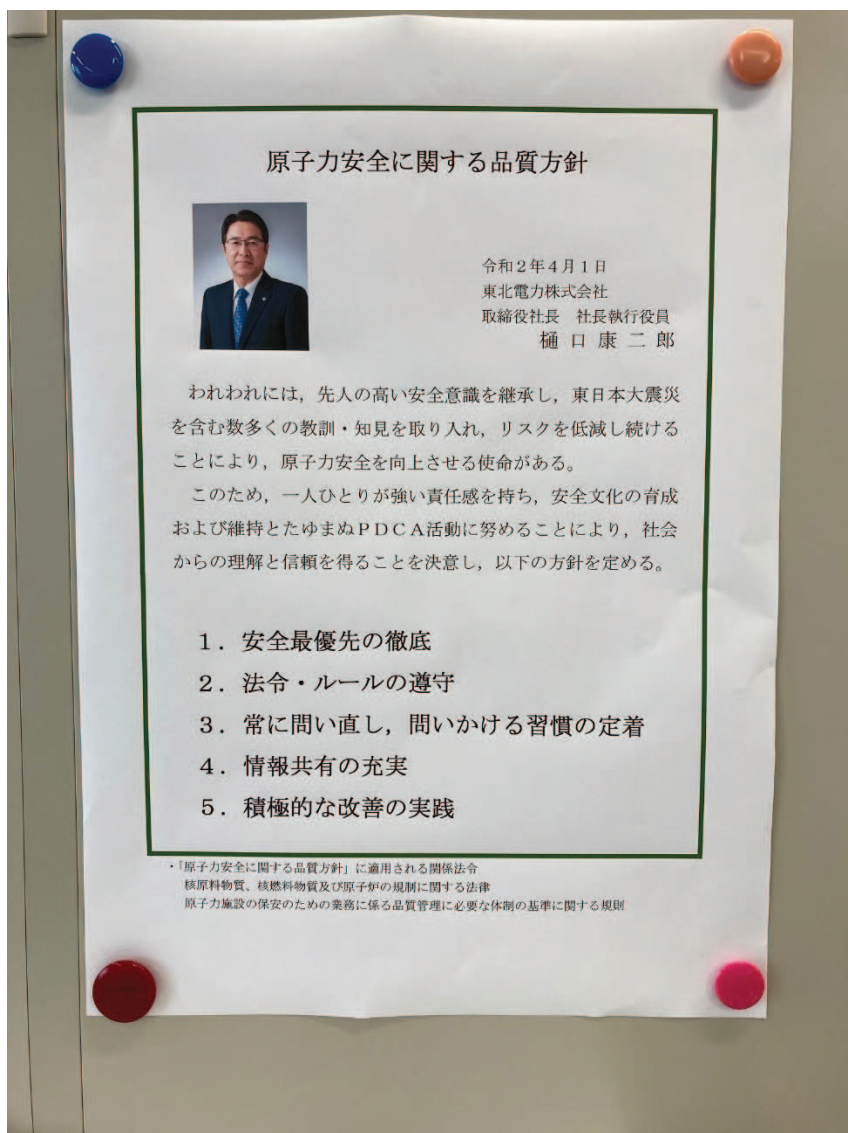 原子力安全に関する品質方針
令和２年４月１日
東北電力株式会社
取締役社長　社長執行役員
樋口康二郎
われわれには，先人の高い安全意識を継承し，東日本大震災
を含む数多くの教訓・知見を取り入れ，リスクを低減し続ける
ことにより，原子力安全を向上させる使命がある。
このため，一人ひとりが強い責任感を持ち，安全文化の育成
および維持とたゆまぬＰＤＣＡ活動に努めることにより，社会
からの理解と信頼を得ることを決意し，以下の方針を定める。
１．安全最優先の徹底
２．法令・ルールの遵守
３．常に問い直し，問いかける習慣の定着
４．情報共有の充実
５．積極的な改善の実践
・「原子力安全に関する品質方針」に適用される関係法令
核原料物質、核燃料物質及び原子炉の規制に関する法律
原子力施設の保安のための業務に係る品質管理に必要な体制の基準に関する規則